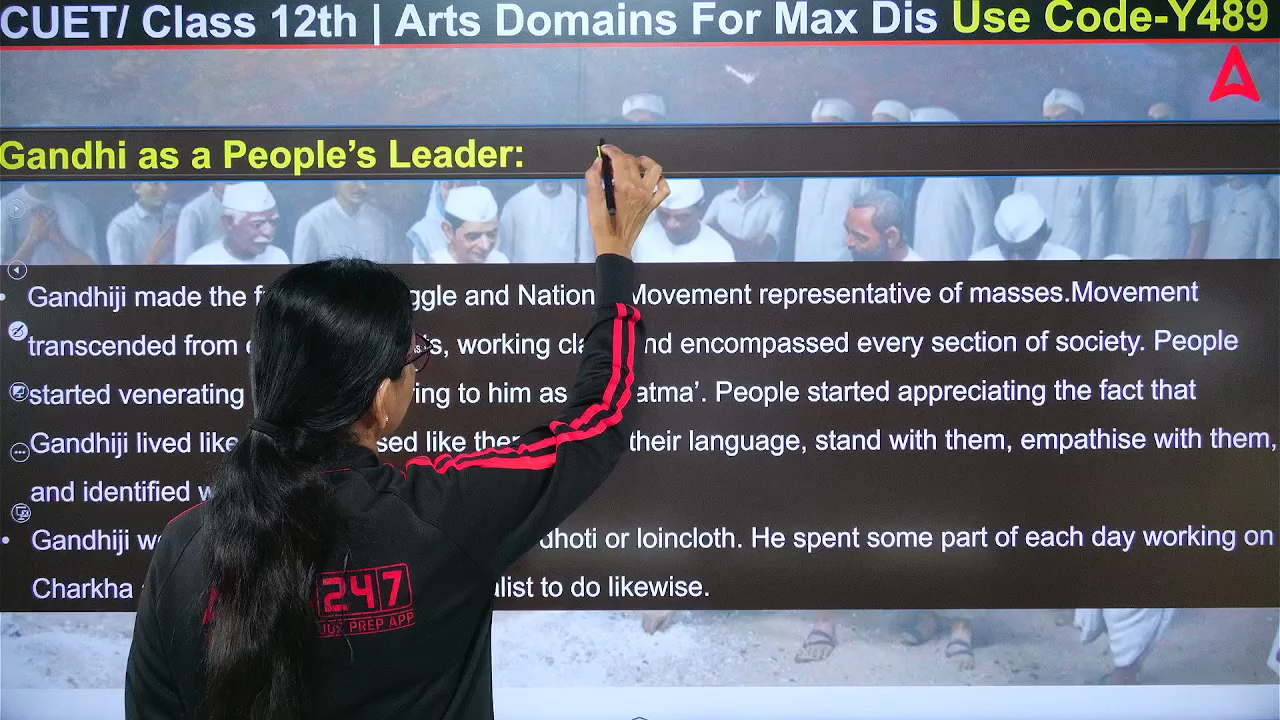 CUET/ Class 12th | Arts Domains For Max Dis Use Code-Y489
Gandhi as a People's Leader:
• Gandhiji made the ggle and Nation Movement representative of masses.Movement
transcended from s, working cla nd encompassed every section of society. People
started venerating ring to him as atma'. People started appreciating the fact that
Gandhiji lived like sed like their language, stand with them, empathise with them,
and identified
• Gandhiji dhoti or loincloth. He spent some part of each day working on
Charkha alist to do likewise.
247
PREP APP